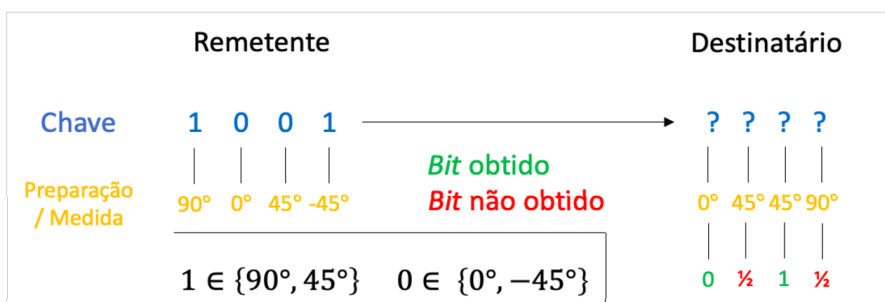 Remetente Destinatário
Chave 1 0 0 1 ? ? ? ?
Bit obtido
Preparação / Medida 90° 0° 45° -45° Bit não obtido 0° 45° 45° 90°
1 ∈ {90°, 45°} 0 ∈ {0°, −45°} 0 ½ 1 ½